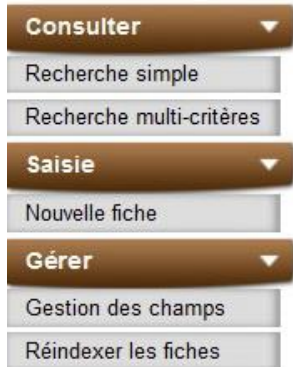 Consulter
Recherche simple
Recherche multi-critères
Saisie
Nouvelle fiche
Gérer
Gestion des champs
Réindexer les fiches